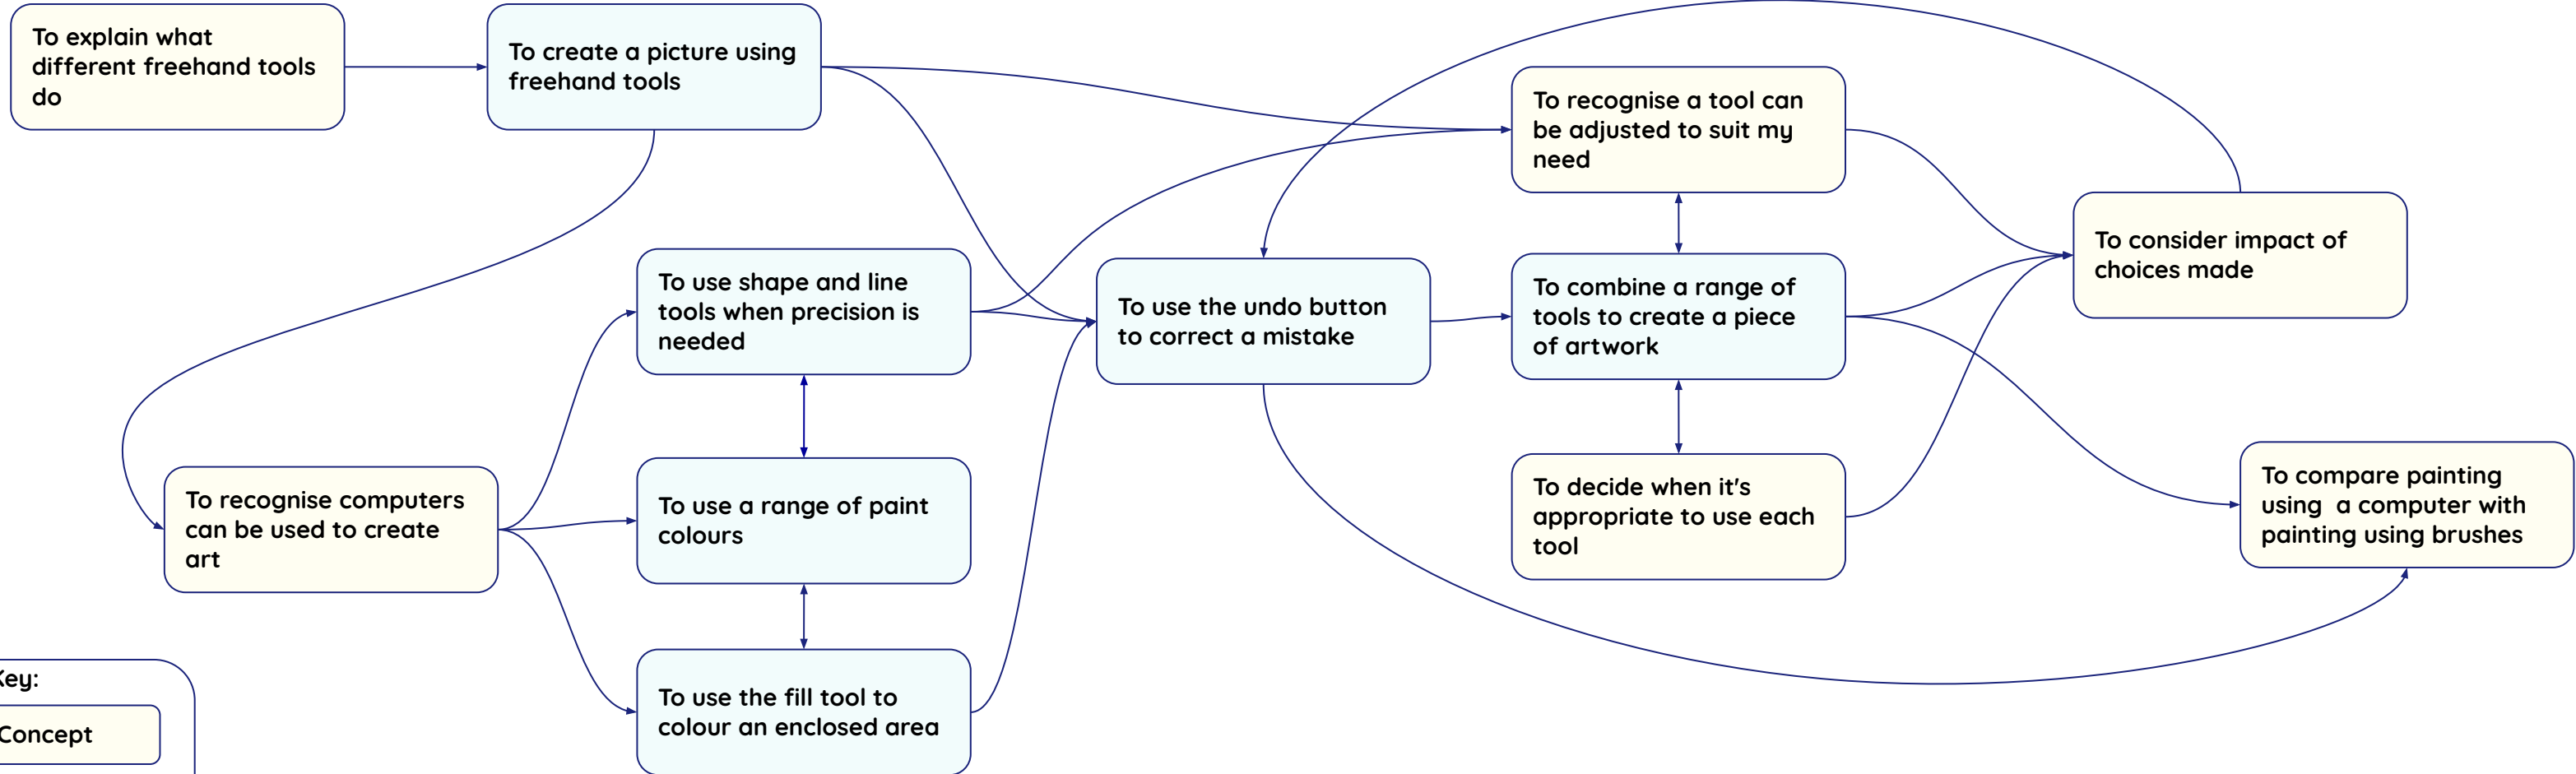 To explain what
different freehand tools
do
To create a picture using
freehand tools
To recognise a tool can
be adjusted to suit my
need
To consider impact of
choices made
To use shape and line
tools when precision is
needed
To use the undo button
to correct a mistake
To combine a range of
tools to create a piece
of artwork
To recognise computers
can be used to create
art
To use a range of paint
colours
To decide when it's
appropriate to use each
tool
To compare painting
using  a computer with
painting using brushes
To use the fill tool to
colour an enclosed area
Key:
Concept